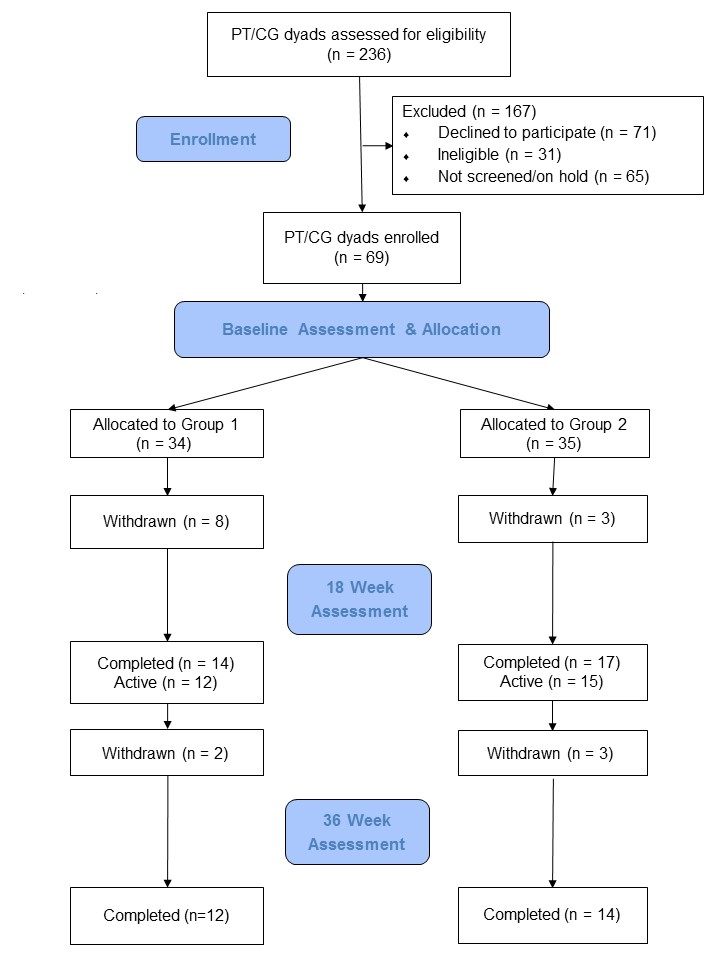 PT/CG dyads assessed for eligibility
(n = 236)
Enrollment
Excluded (n = 167)
⬧ Declined to participate (n = 71)
⬧ Ineligible (n = 31)
⬧ Not screened/on hold (n = 65)
PT/CG dyads enrolled
(n = 69)
Baseline Assessment & Allocation
Allocated to Group 1
(n = 34)
Allocated to Group 2
(n = 35)
Withdrawn (n = 8)
Withdrawn (n = 3)
18 Week
Assessment
Completed (n = 14)
Active (n = 12)
Completed (n = 17)
Active (n = 15)
Withdrawn (n = 2)
Withdrawn (n = 3)
36 Week
Assessment
Completed (n=12)
Completed (n = 14)